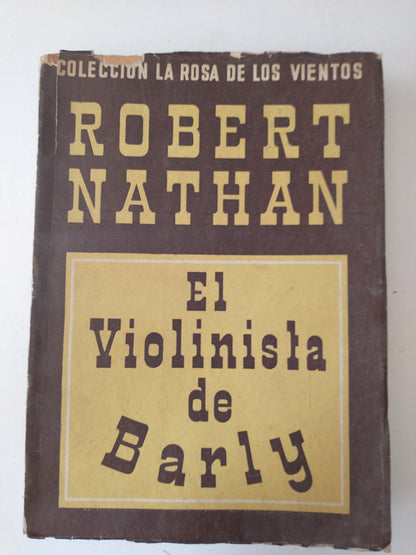 COLECCION LA ROSA DE LOS VIENTOS
ROBERT
NATHAN
El
Violinista
de
Barly